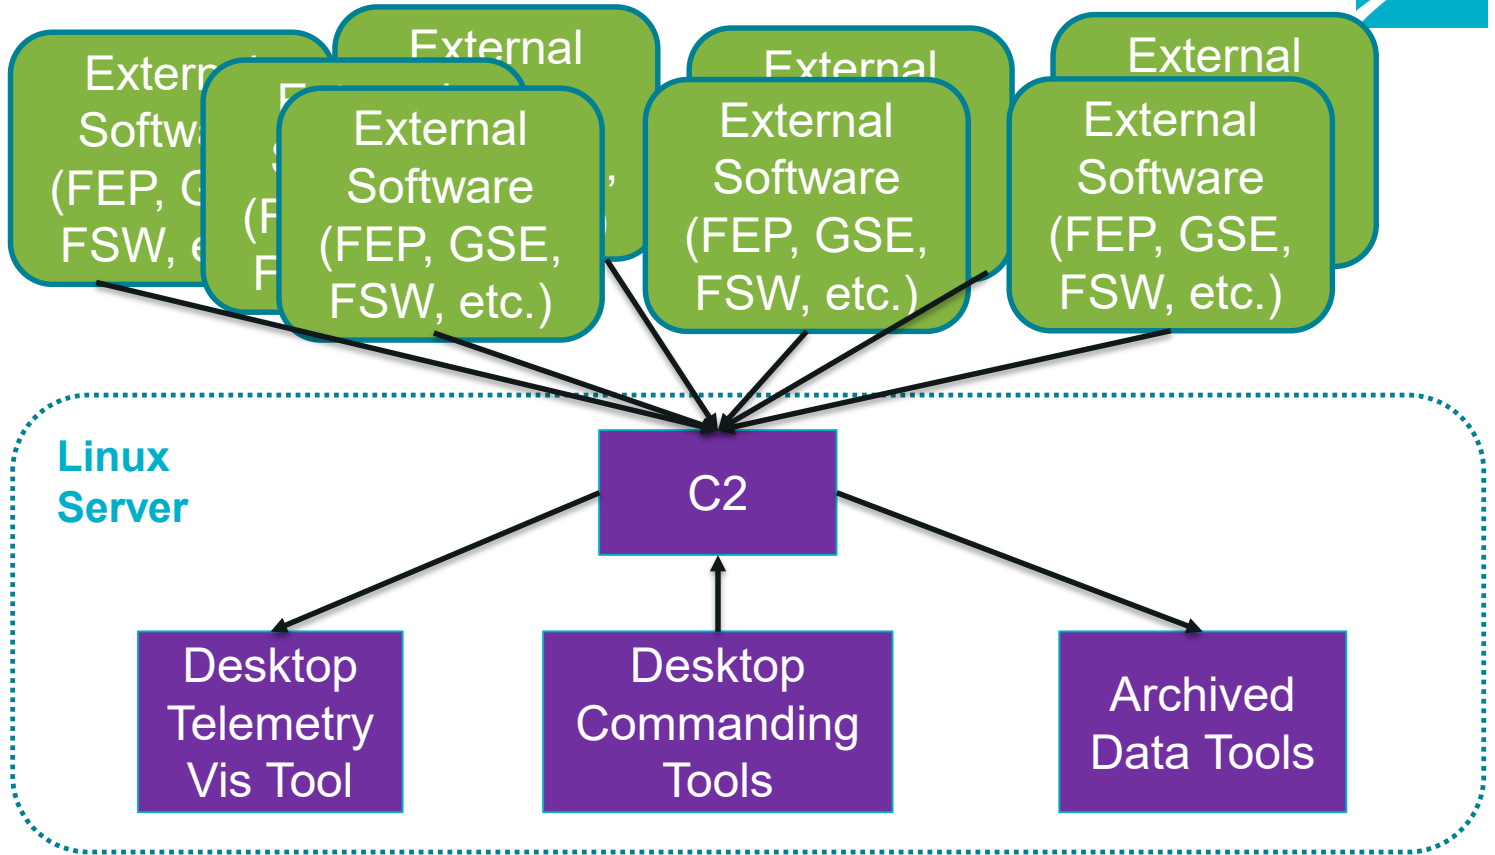 External
Software
(FEP, GSE,
FSW, etc.)
External
External
Software
(FEP, GSE,
FSW, etc.)
External
External
Software
(FEP, GSE,
FSW, etc.)
Linux
Server
C2
Desktop
Telemetry
Vis Tool
Desktop
Commanding
Tools
Archived
Data Tools